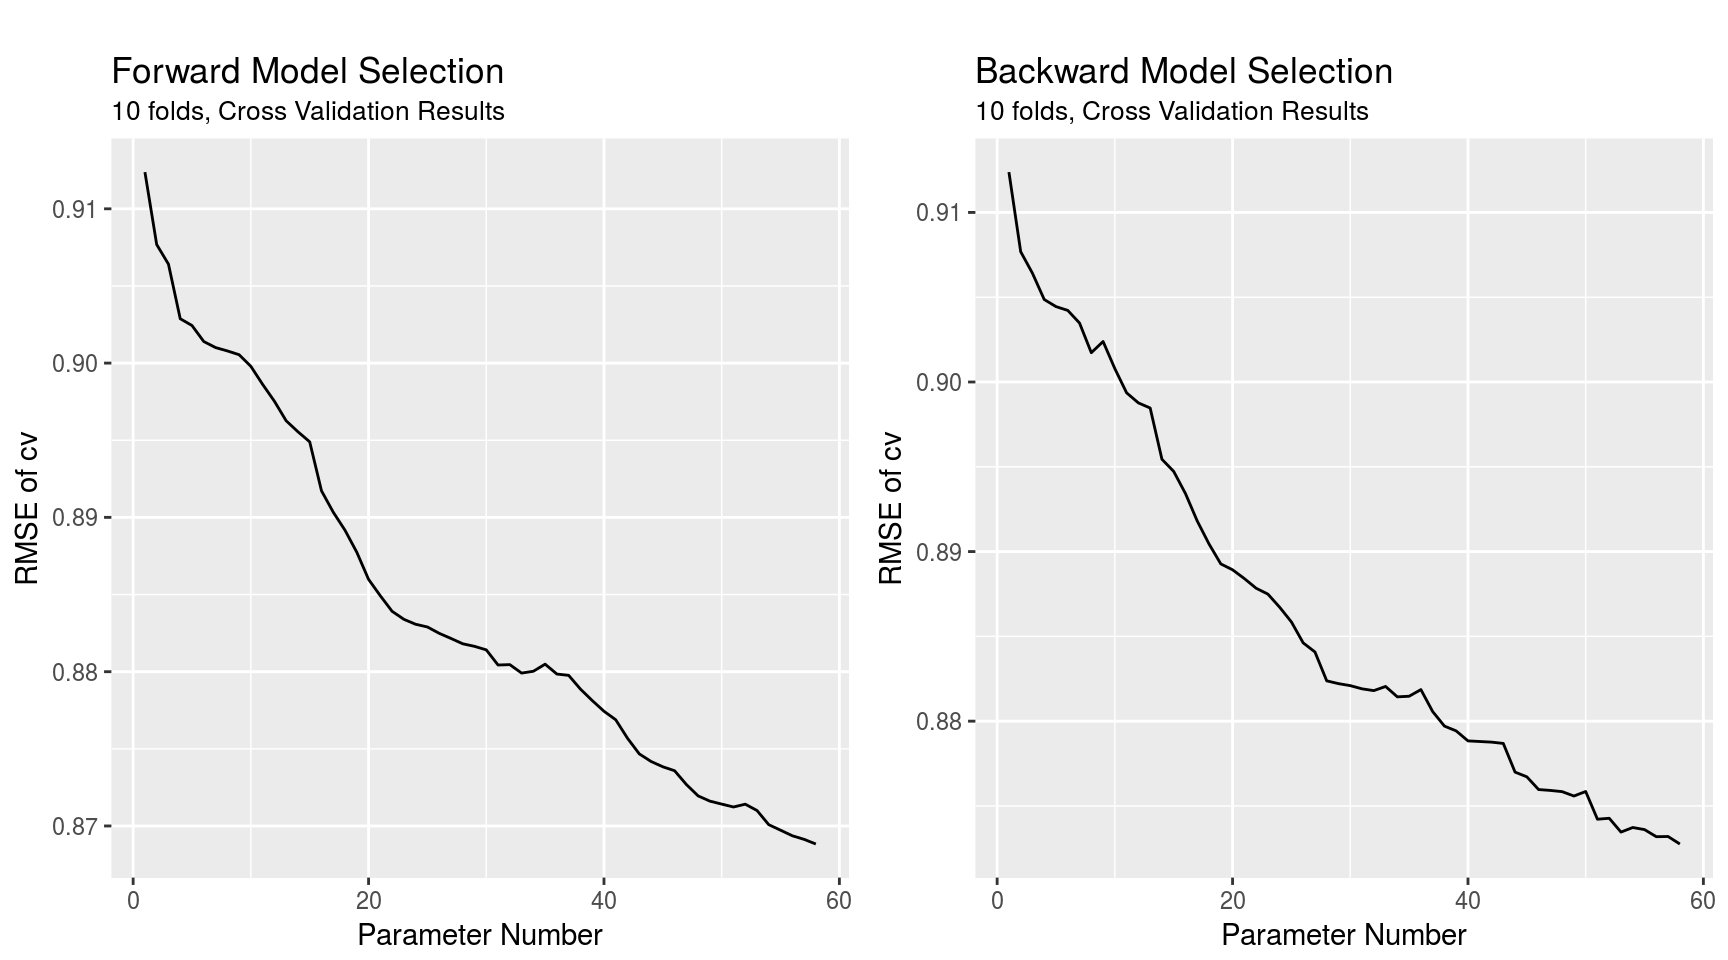 Forward Model Selection
10 folds, Cross Validation Results
RMSE of cv
0.91
0.90
0.89
0.88
0.87
0 20 40 60
Parameter Number
Backward Model Selection
10 folds, Cross Validation Results
RMSE of cv
0.91
0.90
0.89
0.88
0 20 40 60
Parameter Number